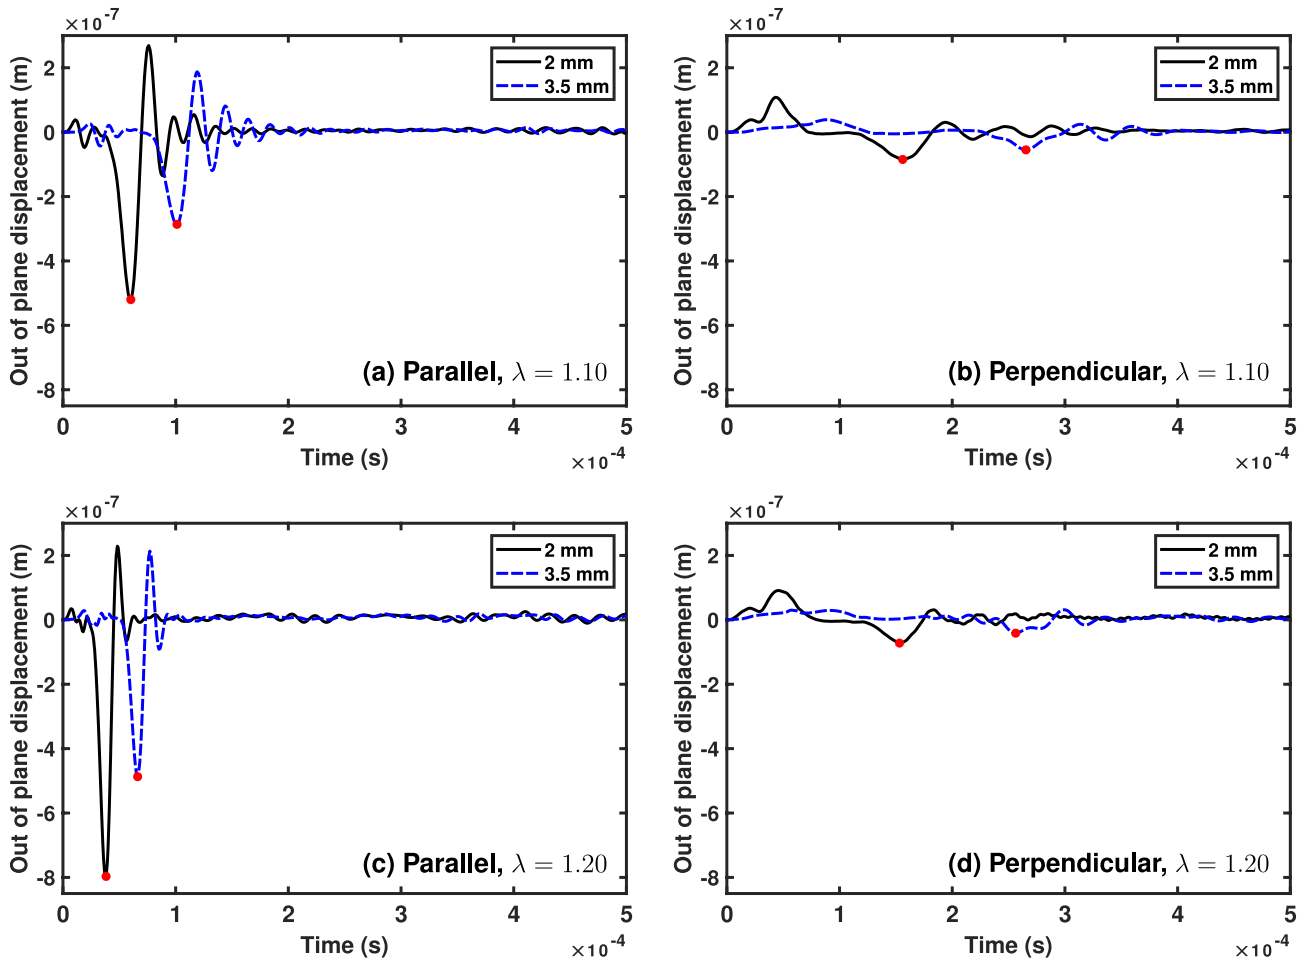 ×10⁻⁷
Out of plane displacement (m)
2
0
-2
-4
-6
-8
2 mm
3.5 mm
(a) Parallel, λ = 1.10
0 1 2 3 4 5
Time (s)
×10⁻⁴
×10⁻⁷
Out of plane displacement (m)
2
0
-2
-4
-6
-8
2 mm
3.5 mm
(b) Perpendicular, λ = 1.10
0 1 2 3 4 5
Time (s)
×10⁻⁴
×10⁻⁷
Out of plane displacement (m)
2
0
-2
-4
-6
-8
2 mm
3.5 mm
(c) Parallel, λ = 1.20
0 1 2 3 4 5
Time (s)
×10⁻⁴
×10⁻⁷
Out of plane displacement (m)
2
0
-2
-4
-6
-8
2 mm
3.5 mm
(d) Perpendicular, λ = 1.20
0 1 2 3 4 5
Time (s)
×10⁻⁴